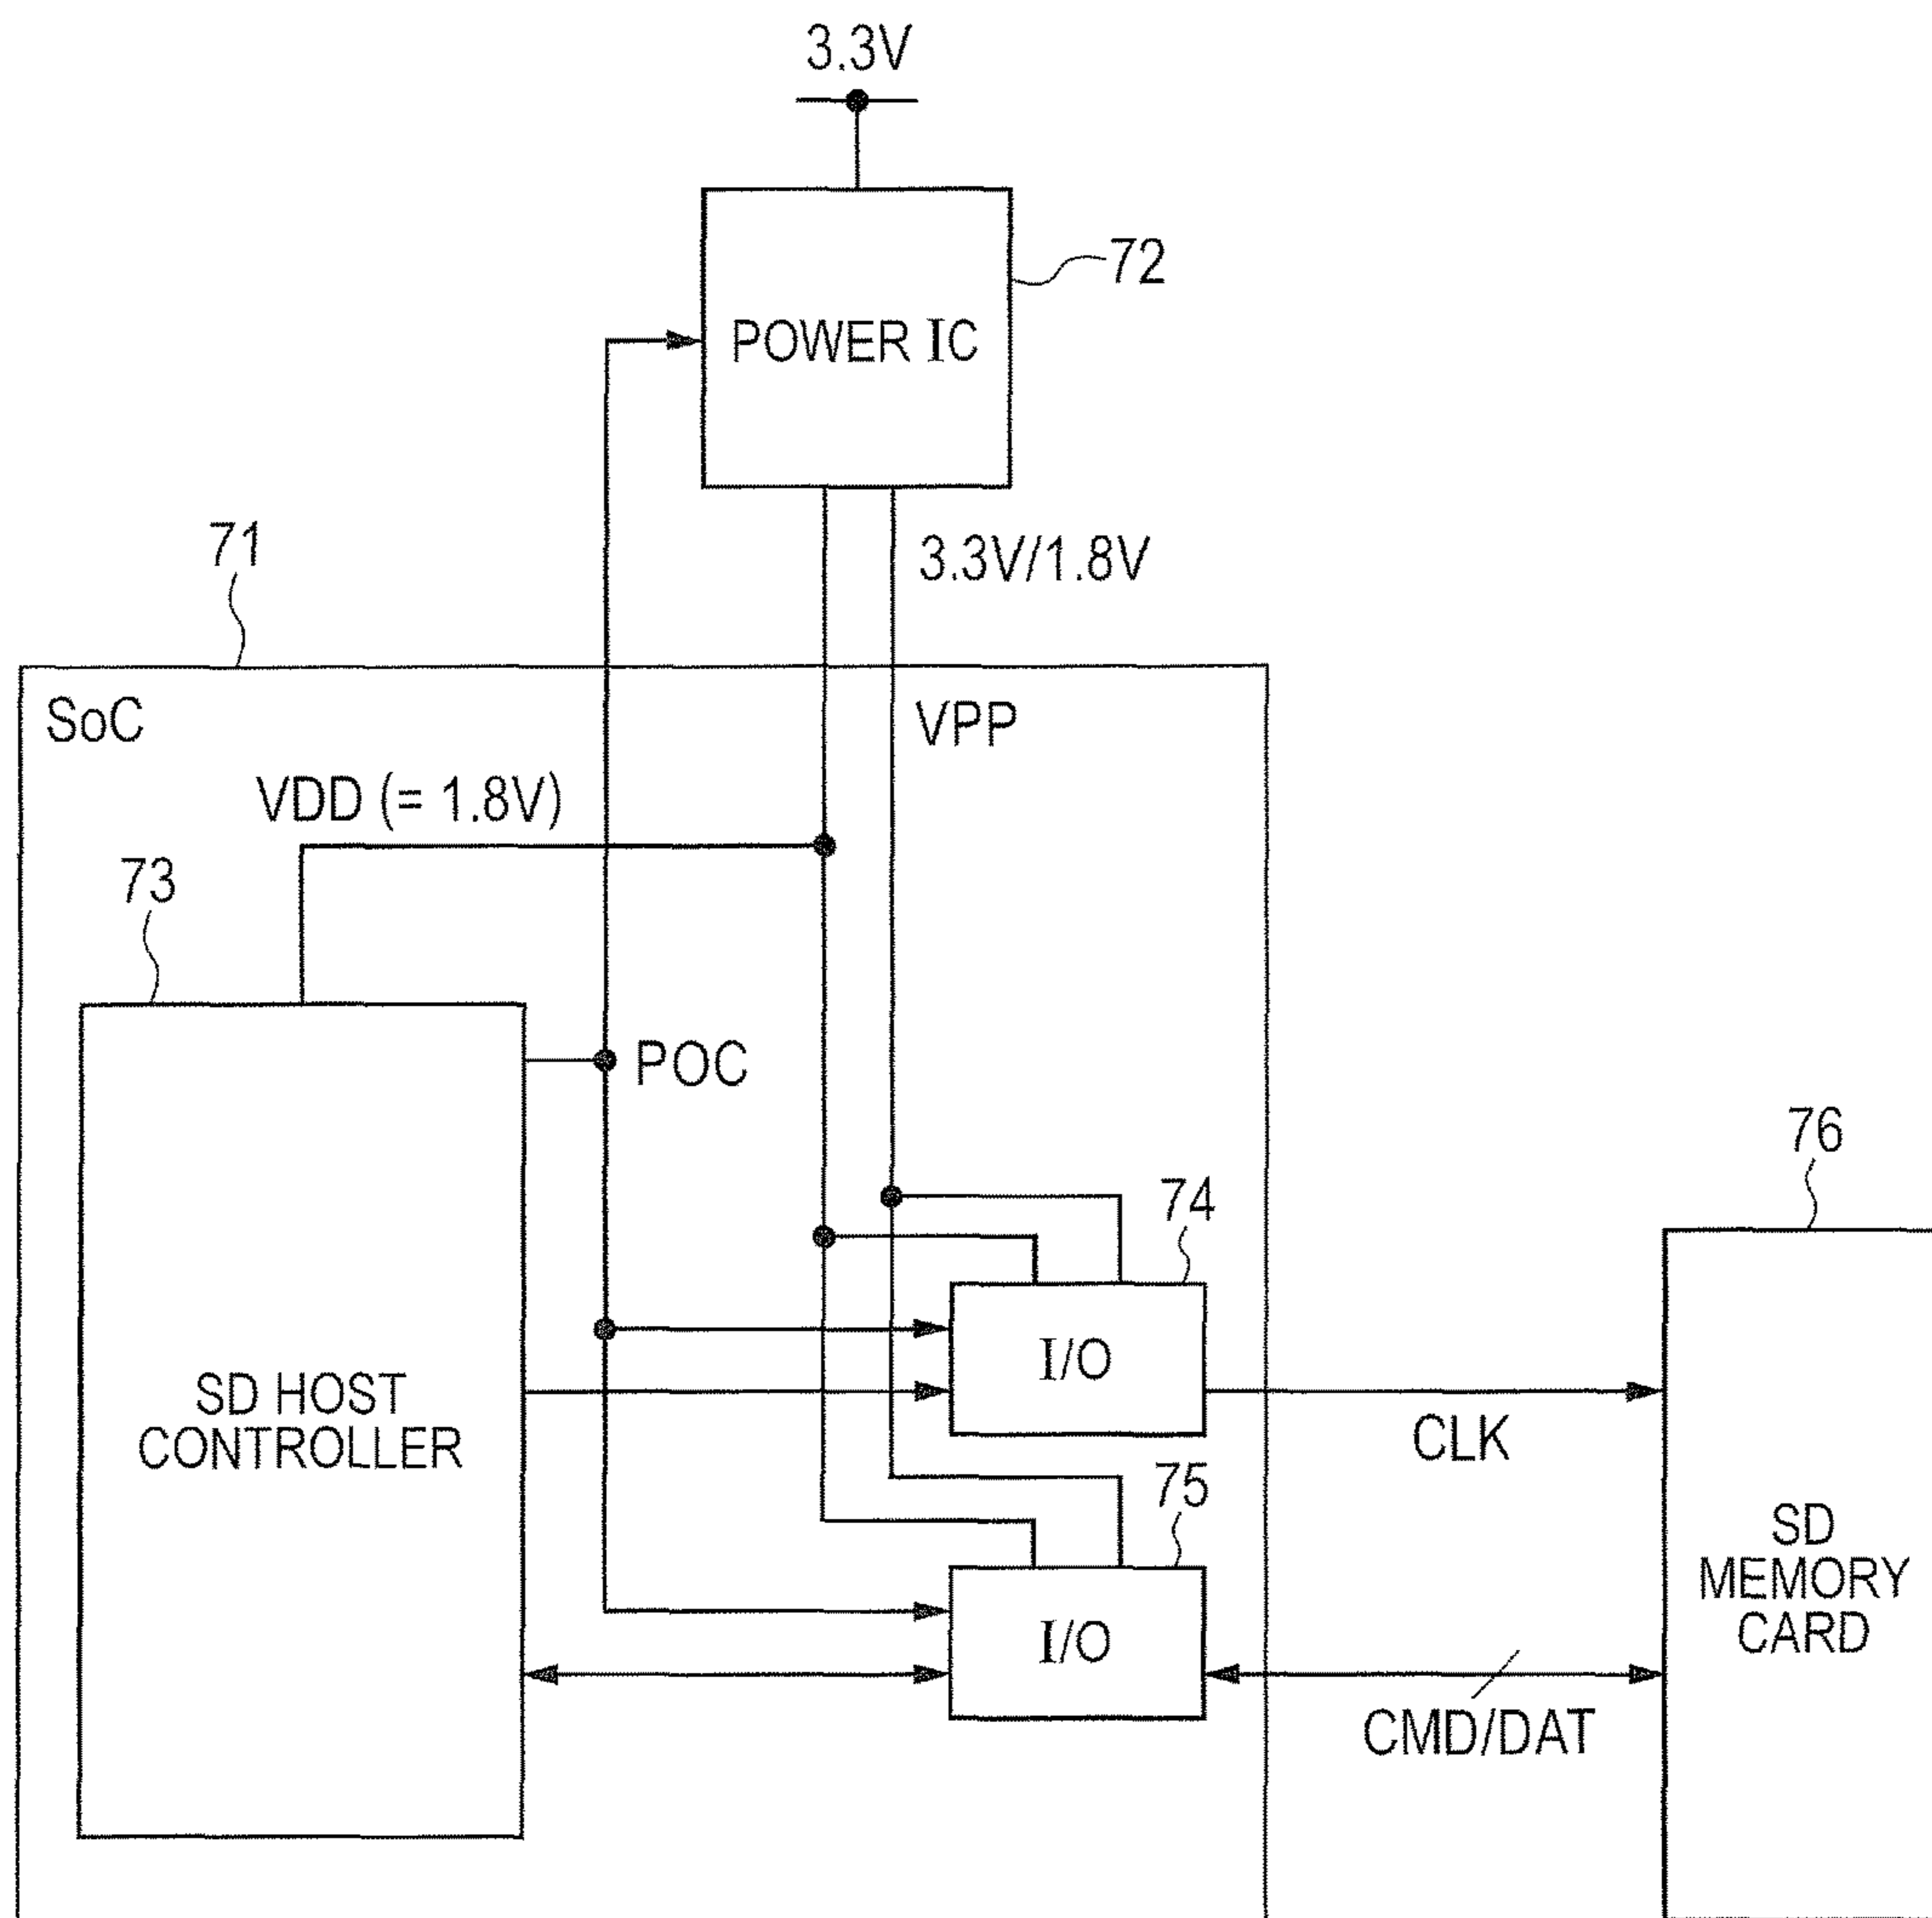 3.3V
72
POWER IC
71
3.3V/1.8V
SoC
VPP
VDD (= 1.8V)
73
POC
76
74
I/O
SD HOST
CONTROLLER
CLK
75
SD
MEMORY
CARD
I/O
CMD/DAT